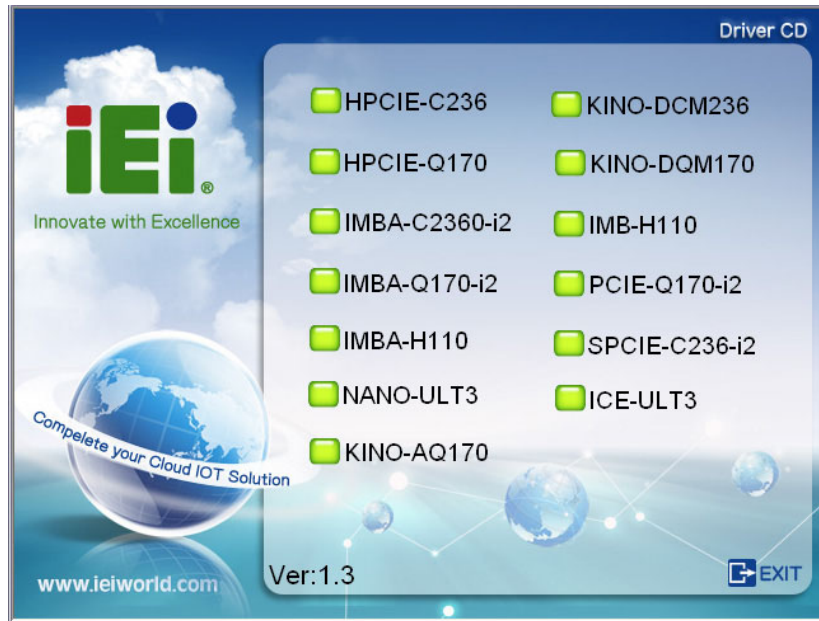 Driver CD
iEi®
Innovate with Excellence
HPCIE-C236
HPCIE-Q170
IMBA-C2360-i2
IMBA-Q170-i2
IMBA-H110
NANO-ULT3
KINO-AQ170
KINO-DCM236
KINO-DQM170
IMB-H110
PCIE-Q170-i2
SPCIE-C236-i2
ICE-ULT3
Compelete your Cloud IOT Solution
www.ieiworld.com
Ver:1.3
EXIT